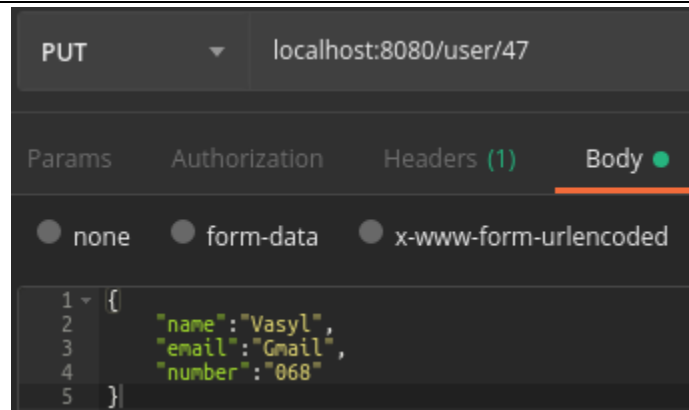 PUT localhost:8080/user/47
Params Authorization Headers (1) Body
none form-data x-www-form-urlencoded
1 {
2 "name":"Vasyl",
3 "email":"Gmail",
4 "number":"068"
5 }